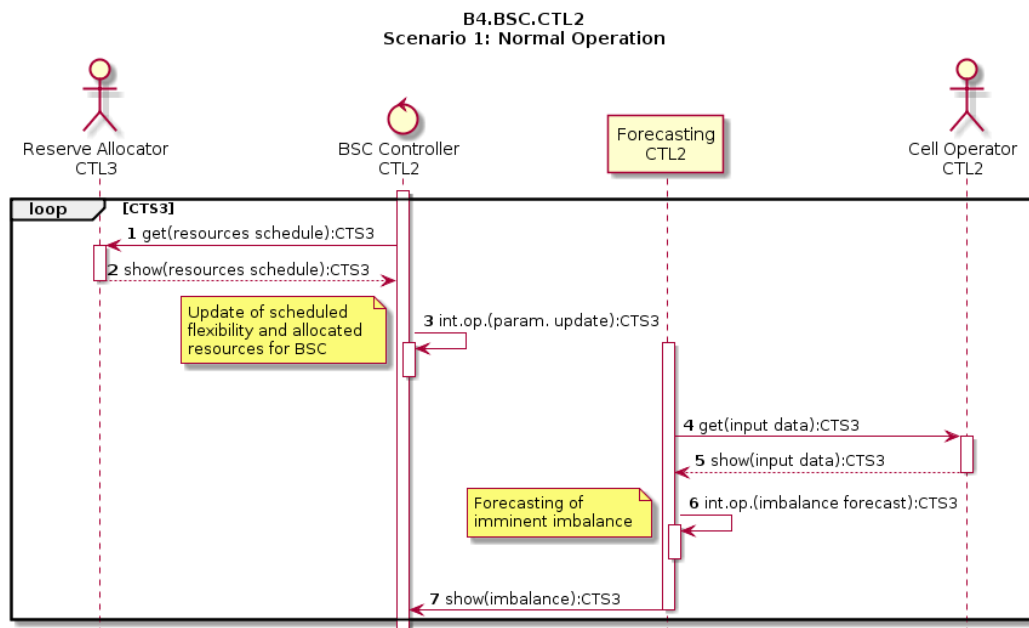 B4.BSC.CTL2
Scenario 1: Normal Operation
Reserve Allocator
CTL3
BSC Controller
CTL2
Forecasting
CTL2
Cell Operator
CTL2
loop [CTS3]
1 get(resources schedule):CTS3
2 show(resources schedule):CTS3
Update of scheduled
flexibility and allocated
resources for BSC
3 int.op.(param. update):CTS3
4 get(input data):CTS3
5 show(input data):CTS3
Forecasting of
imminent imbalance
6 int.op.(imbalance forecast):CTS3
7 show(imbalance):CTS3